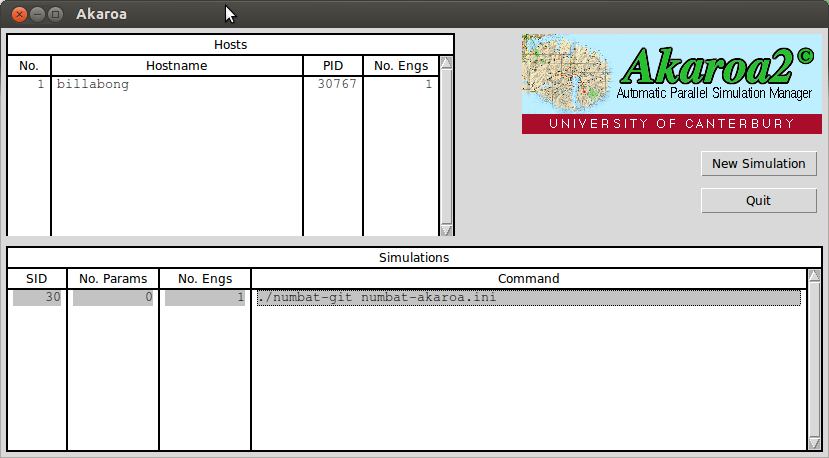 Akaroa
Hosts
No. Hostname PID No. Engs
1 billabong 30767 1
Akaroa2©
Automatic Parallel Simulation Manager
UNIVERSITY OF CANTERBURY
New Simulation
Quit
Simulations
SID No. Params No. Engs Command
30 0 1 ./numbat-git numbat-akaroa.ini